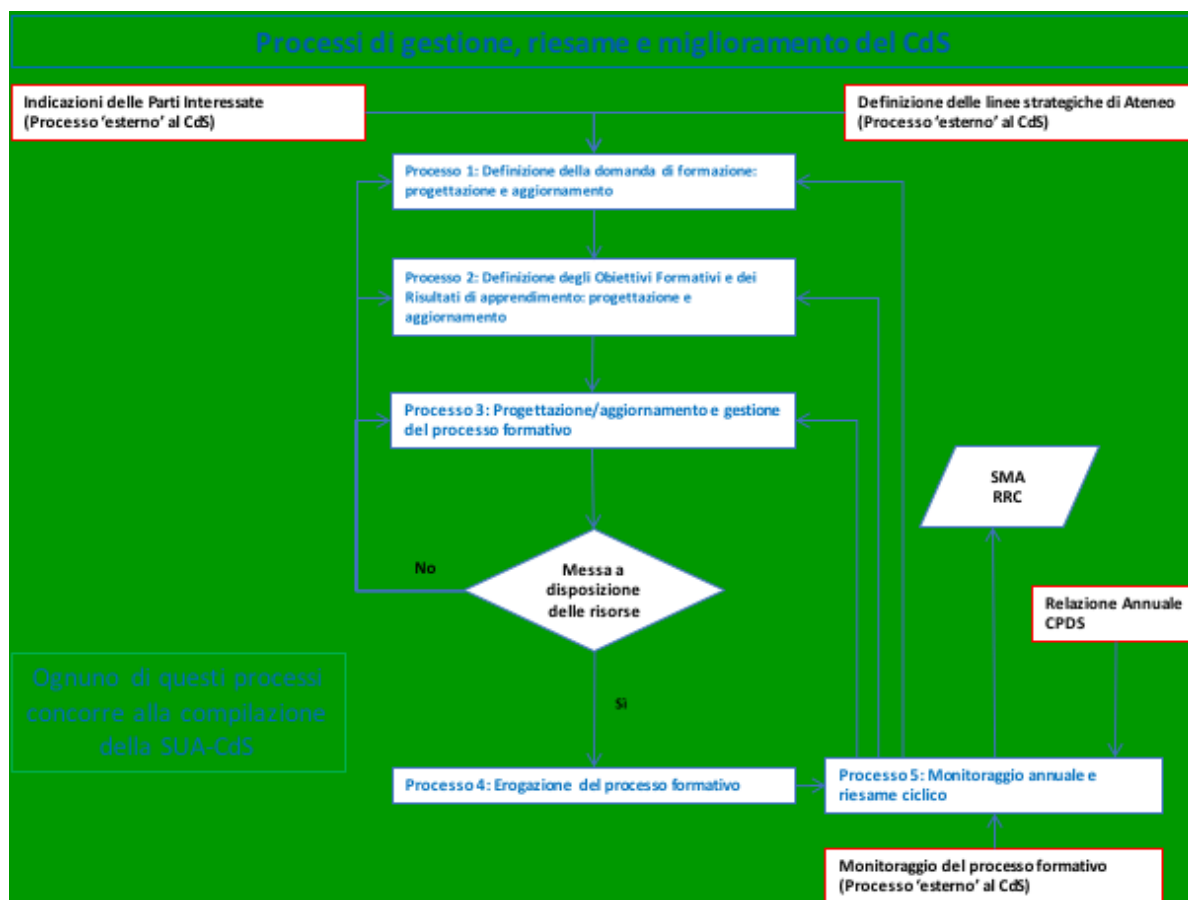 Processi di gestione, riesame e miglioramento del CdS
Indicazioni delle Parti Interessate
(Processo 'esterno' al CdS)
Definizione delle linee strategiche di Ateneo
(Processo 'esterno' al CdS)
Processo 1: Definizione della domanda di formazione:
progettazione e aggiornamento
Processo 2: Definizione degli Obiettivi Formativi e dei
Risultati di apprendimento: progettazione e
aggiornamento
Processo 3: Progettazione/aggiornamento e gestione
del processo formativo
SMA
RRC
No
Messa a
disposizione
delle risorse
Relazione Annuale
CPDS
Ognuno di questi processi
concorre alla compilazione
della SUA-CdS
Si
Processo 4: Erogazione del processo formativo
Processo 5: Monitoraggio annuale e
riesame ciclico
Monitoraggio del processo formativo
(Processo 'esterno' al CdS)